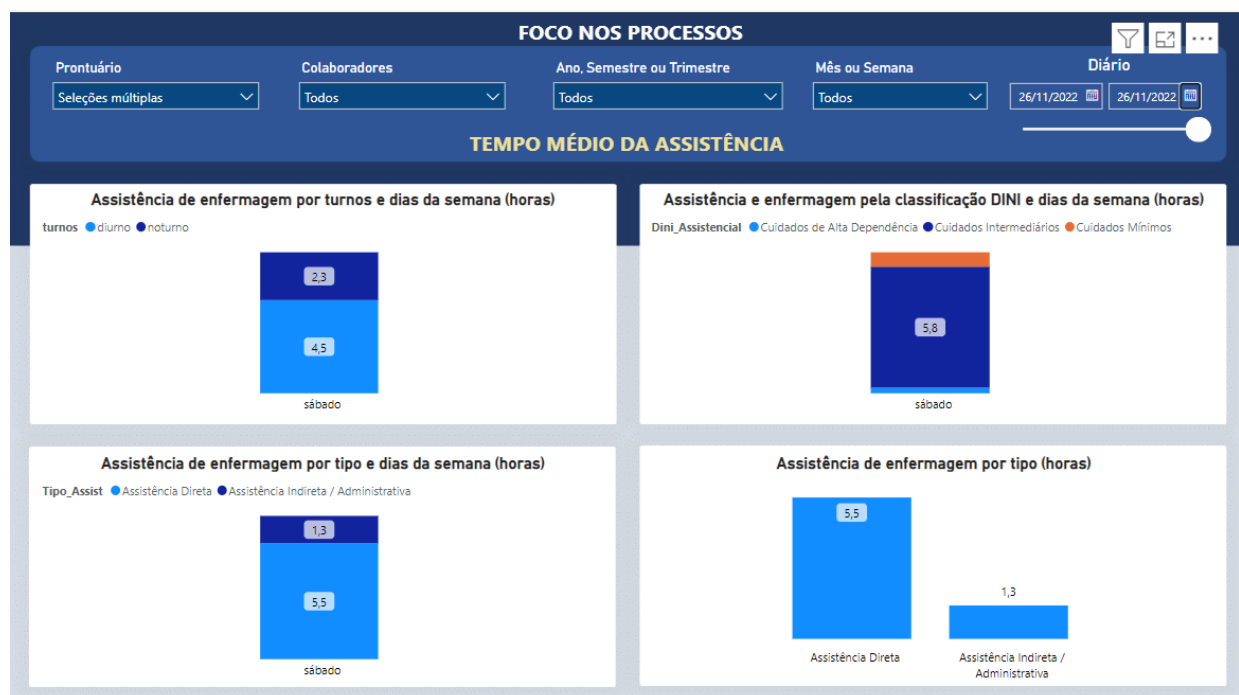 FOCO NOS PROCESSOS
Prontuário
Colaboradores
Ano, Semestre ou Trimestre
Mês ou Semana
Diário
Seleções múltiplas
Todos
Todos
Todos
26/11/2022
26/11/2022
TEMPO MÉDIO DA ASSISTÊNCIA
Assistência de enfermagem por turnos e dias da semana (horas)
turnos diurno noturno
2,3
4,5
sábado
Assistência e enfermagem pela classificação DINI e dias da semana (horas)
Dini_Assistencial Cuidados de Alta Dependência Cuidados Intermediários Cuidados Mínimos
5,8
sábado
Assistência de enfermagem por tipo e dias da semana (horas)
Tipo_Assist Assistência Direta Assistência Indireta / Administrativa
1,3
5,5
sábado
Assistência de enfermagem por tipo (horas)
5,5
1,3
Assistência Direta
Assistência Indireta /
Administrativa